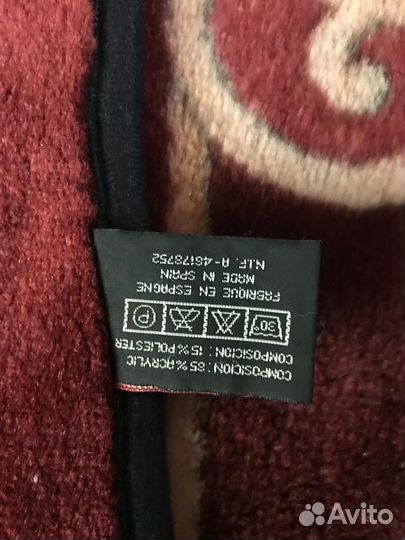 COMPOSICION : 85 % ACRYLIC
COMPOSICION : 15 % POLIESTER
30° P
FABRIQUE EN ESPAGNE
MADE IN SPAIN
N.I.F. A-46178752
Avito